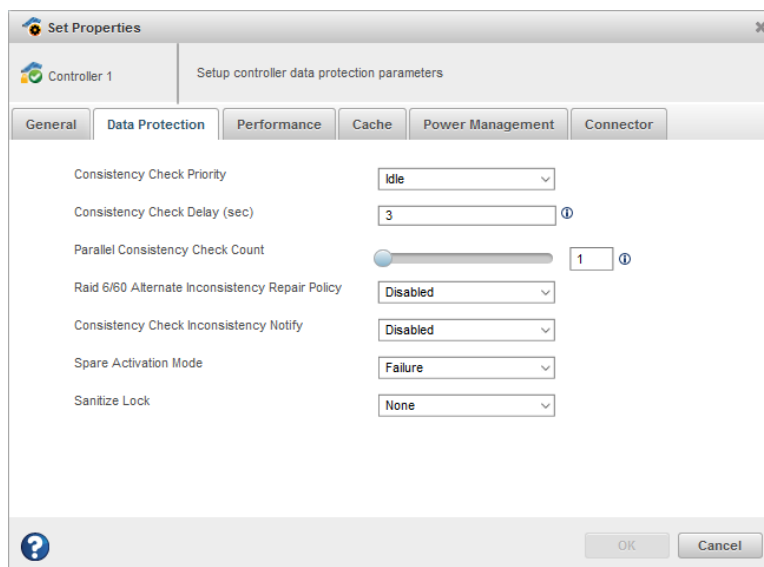 Set Properties
Controller 1
Setup controller data protection parameters
General Data Protection Performance Cache Power Management Connector
Consistency Check Priority Idle
Consistency Check Delay (sec) 3
Parallel Consistency Check Count 1
Raid 6/60 Alternate Inconsistency Repair Policy Disabled
Consistency Check Inconsistency Notify Disabled
Spare Activation Mode Failure
Sanitize Lock None
OK Cancel